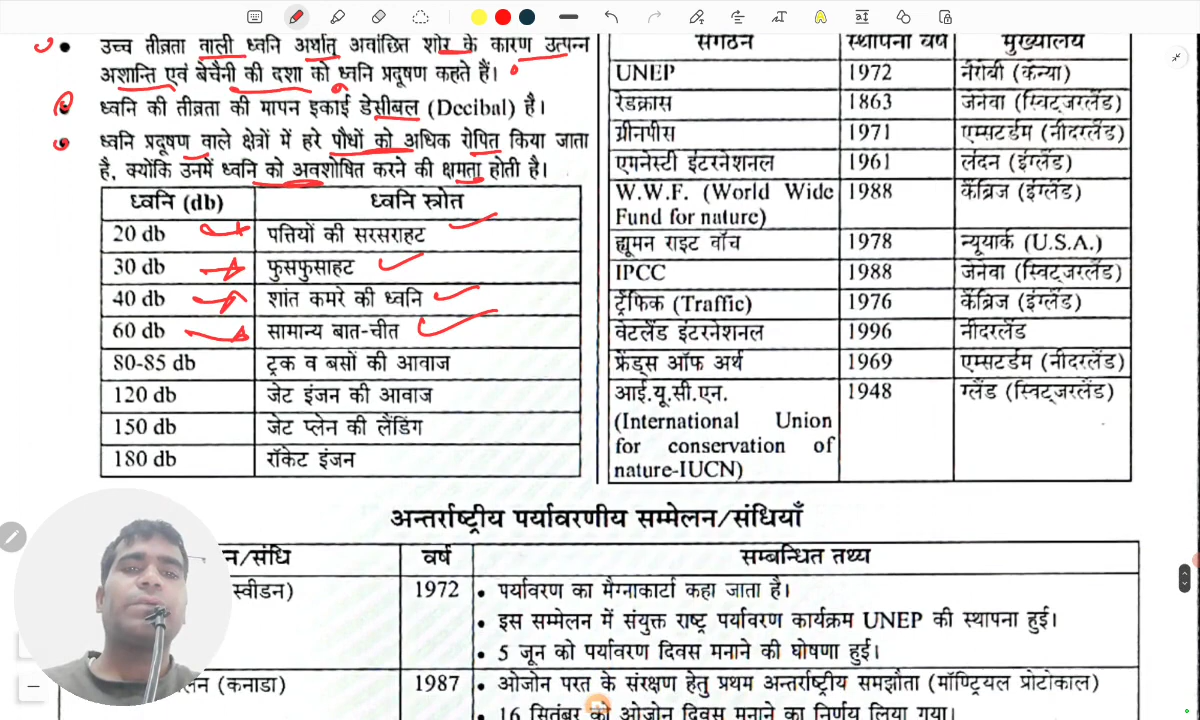 उच्च तीव्रता वाली ध्वनि अर्थात् अवांछित शोर के कारण उत्पन्न
अशान्ति एवं बेचैनी की दशा को ध्वनि प्रदूषण कहते हैं।
ध्वनि की तीव्रता की मापन इकाई डेसीबल (Decibal) है।
ध्वनि प्रदूषण वाले क्षेत्रों में हरे पौधों को अधिक रोपित किया जाता
है, क्योंकि उनमें ध्वनि को अवशोषित करने की क्षमता होती है।
ध्वनि (db) ध्वनि स्त्रोत
20 db पत्तियों की सरसराहट
30 db फुसफुसाहट
40 db शांत कमरे की ध्वनि
60 db सामान्य बात-चीत
80-85 db ट्रक व बसों की आवाज
120 db जेट इंजन की आवाज
150 db जेट प्लेन की लैंडिंग
180 db रॉकेट इंजन
संगठन स्थापना वर्ष मुख्यालय
UNEP 1972 नैरोबी (केन्या)
रेडक्रास 1863 जेनेवा (स्विट्जरलैंड)
ग्रीनपीस 1971 एम्सटर्डम (नीदरलैंड)
एमनेस्टी इंटरनेशनल 1961 लंदन (इंग्लैंड)
W.W.F. (World Wide 1988 कैंब्रिज (इंग्लैंड)
Fund for nature)
ह्यूमन राइट वॉच 1978 न्यूयार्क (U.S.A.)
IPCC 1988 जेनेवा (स्विट्जरलैंड)
ट्रैफिक (Traffic) 1976 कैंब्रिज (इंग्लैंड)
वेटलैंड इंटरनेशनल 1996 नीदरलैंड
फ्रेंड्स ऑफ अर्थ 1969 एम्सटर्डम (नीदरलैंड)
आई.यू.सी.एन. 1948 ग्लैंड (स्विट्जरलैंड)
(International Union
for conservation of
nature-IUCN)
अन्तर्राष्ट्रीय पर्यावरणीय सम्मेलन/संधियाँ
न/संधि वर्ष सम्बन्धित तथ्य
स्वीडन) 1972 • पर्यावरण का मैग्नाकार्टा कहा जाता है।
• इस सम्मेलन में संयुक्त राष्ट्र पर्यावरण कार्यक्रम UNEP की स्थापना हुई।
• 5 जून को पर्यावरण दिवस मनाने की घोषणा हुई।
लन (कनाडा) 1987 • ओजोन परत के संरक्षण हेतु प्रथम अन्तर्राष्ट्रीय समझौता (मॉण्ट्रियल प्रोटोकाल)
• 16 सितंबर को ओजोन दिवस मनाने का निर्णय लिया गया।